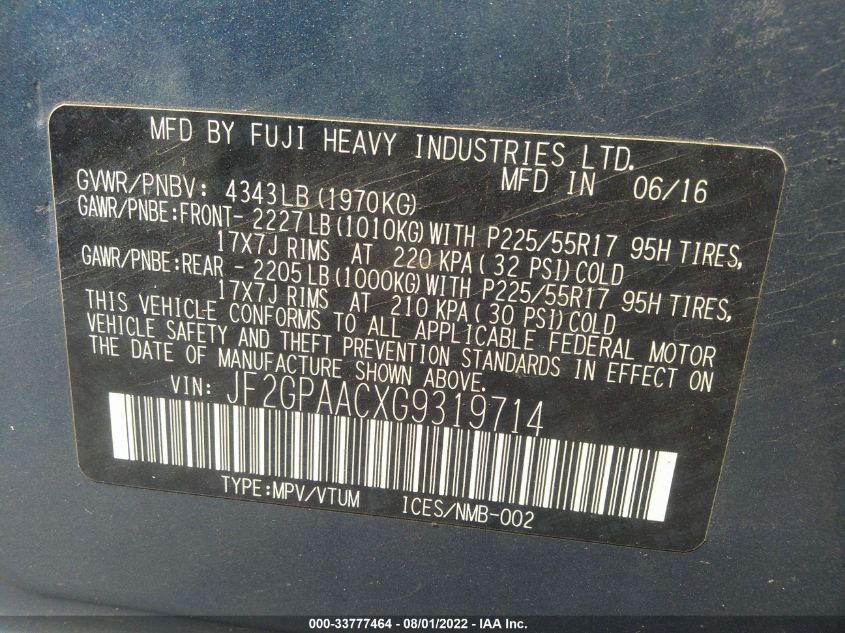 MFD BY FUJI HEAVY INDUSTRIES LTD.
MFD IN 06/16
GVWR/PNBV: 4343LB(1970KG)
GAWR/PNBE:FRONT- 2227LB(1010KG)WITH P225/55R17 95H TIRES,
17X7J RIMS AT 220 KPA( 32 PSI)COLD
GAWR/PNBE:REAR - 2205LB(1000KG)WITH P225/55R17 95H TIRES,
17X7J RIMS AT 210 KPA( 30 PSI)COLD
THIS VEHICLE CONFORMS TO ALL APPLICABLE FEDERAL MOTOR
VEHICLE SAFETY AND THEFT PREVENTION STANDARDS IN EFFECT ON
THE DATE OF MANUFACTURE SHOWN ABOVE.
VIN: JF2GPAACXG9319714
TYPE:MPV/VTUM ICES/NMB-002
000-33777464 - 08/01/2022 - IAA Inc.